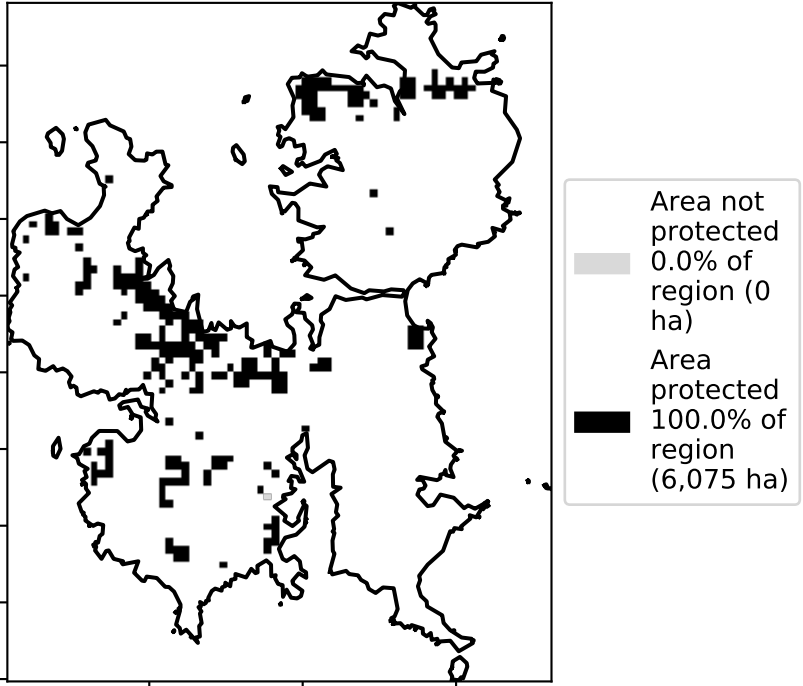 Area not
protected
0.0% of
region (0
ha)
Area
protected
100.0% of
region
(6,075 ha)